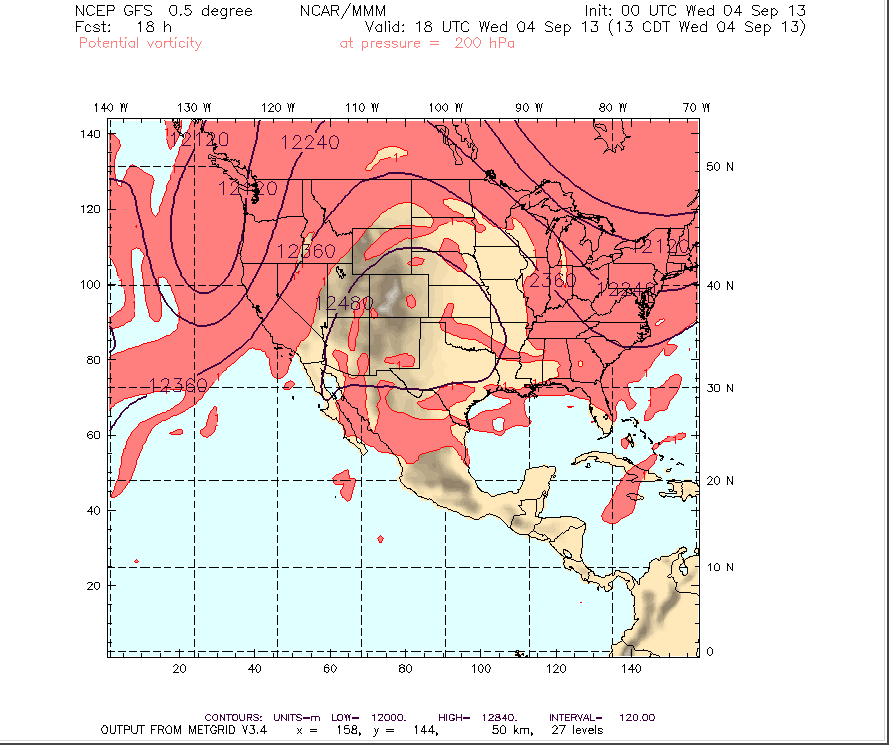 NCEP GFS 0.5 degree NCAR/MMM Init: 00 UTC Wed 04 Sep 13
Fcst: 18 h Valid: 18 UTC Wed 04 Sep 13 (13 CDT Wed 04 Sep 13)
Potential vorticity at pressure = 200 hPa
140 W 130 W 120 W 110 W 100 W 90 W 80 W 70 W
140
12120 12240
50 N
12120
120
12360 12120
100 40 N
12360 12240
12480
80
12360 30 N
60
20 N
40
10 N
20
0
20 40 60 80 100 120 140
CONTOURS: UNITS=m LOW= 12000. HIGH= 12840. INTERVAL= 120.00
OUTPUT FROM METGRID V3.4 x = 158, y = 144, 50 km, 27 levels